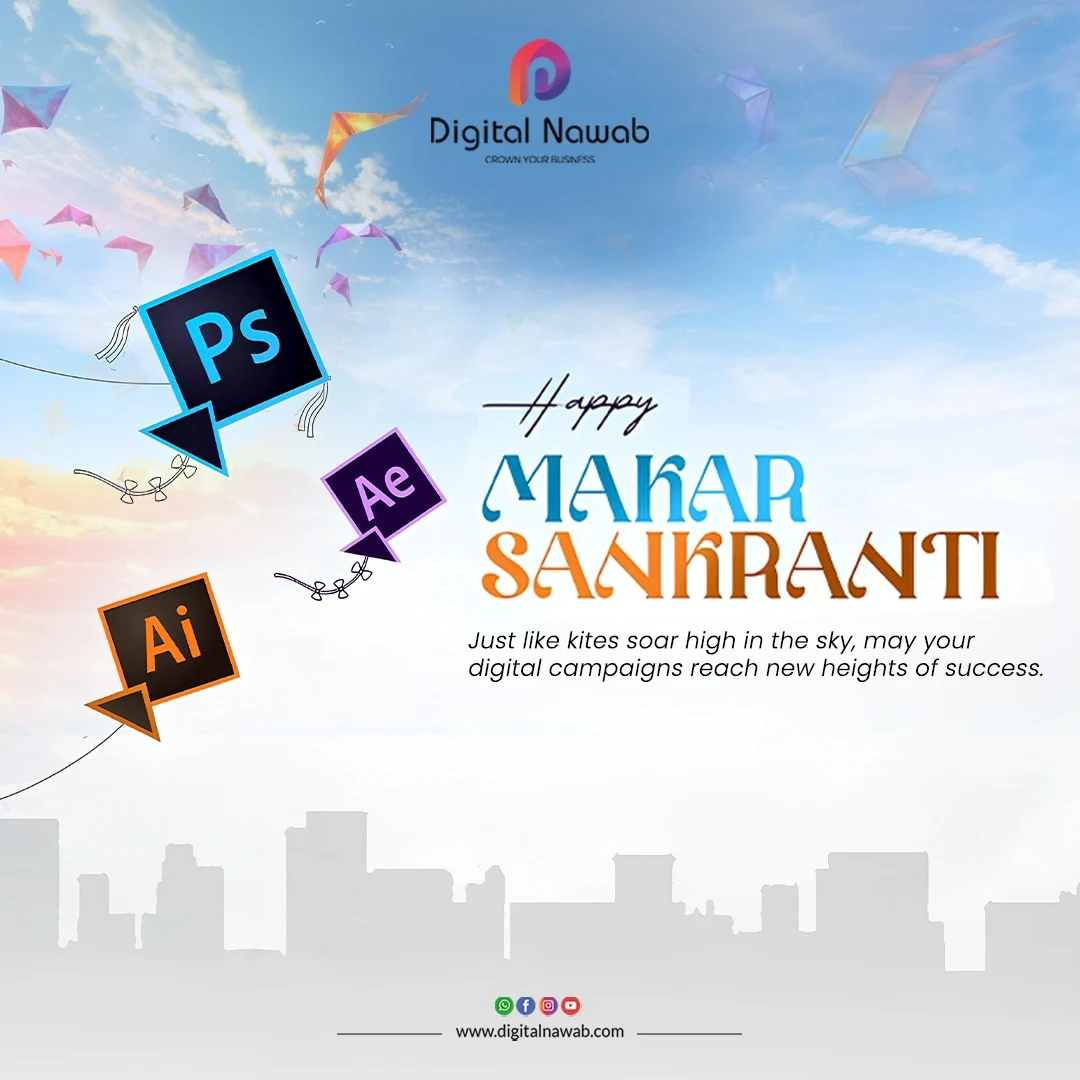 Digital Nawab
CROWN YOUR BUSINESS
Ps
Ae
Ai
Happy
MAKAR
SANKRANTI
Just like kites soar high in the sky, may your
digital campaigns reach new heights of success.
www.digitalnawab.com